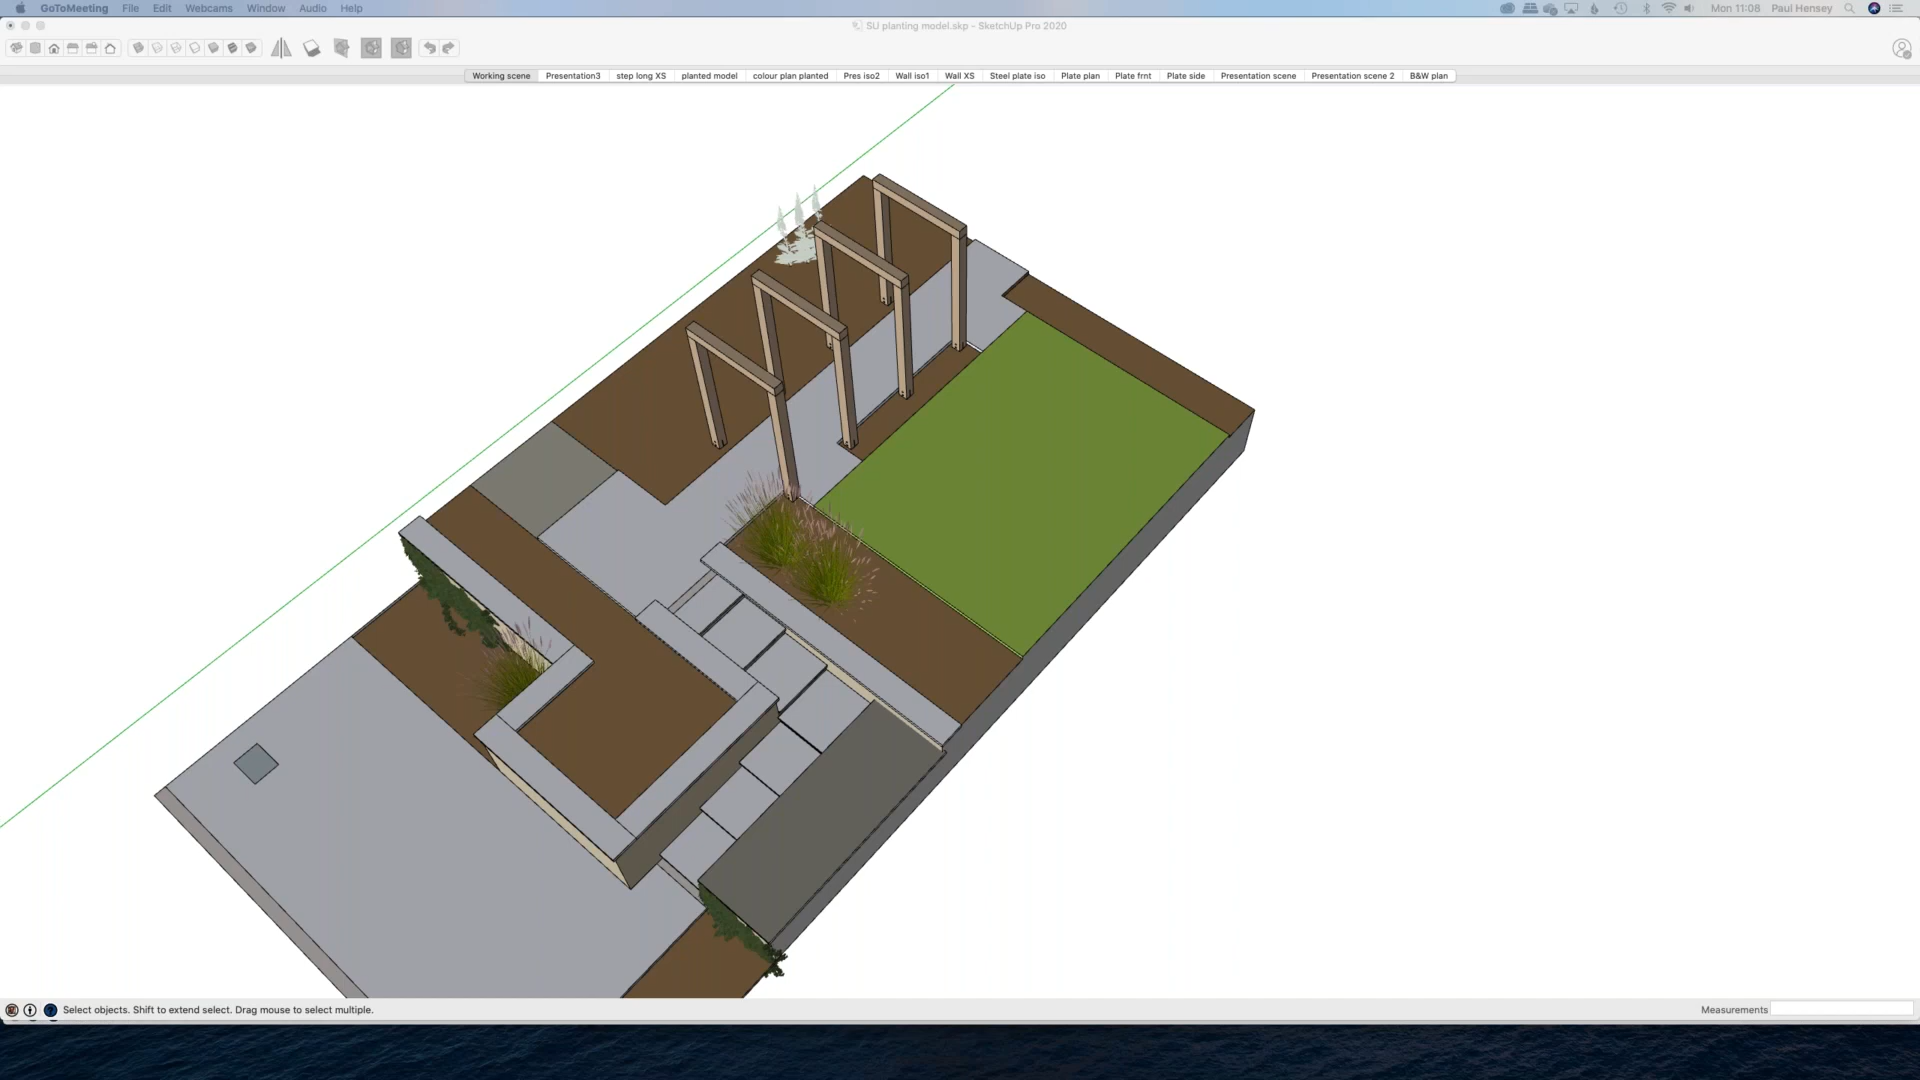 GoToMeeting File Edit Webcams Window Audio Help Mon 11:08 Paul Hensey
SU planting model.skp - SketchUp Pro 2020
Working scene Presentation3 step long XS planted model colour plan planted Pres iso2 Wall iso1 Wall XS Steel plate iso Plate plan Plate frnt Plate side Presentation scene Presentation scene 2 B&W plan
Select objects. Shift to extend select. Drag mouse to select multiple. Measurements